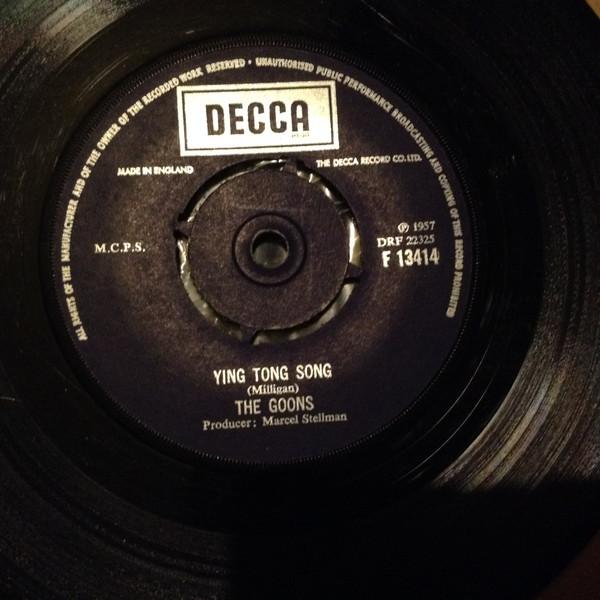 ALL RIGHTS OF THE MANUFACTURER AND OF THE OWNER OF THE RECORDED WORK RESERVED • UNAUTHORISED PUBLIC PERFORMANCE BROADCASTING AND COPYING OF THIS RECORD PROHIBITED
DECCA
MADE IN ENGLAND
THE DECCA RECORD CO. LTD.
M.C.P.S.
℗ 1957
DRF 22325
F 13414
YING TONG SONG
(Milligan)
THE GOONS
Producer: Marcel Stellman